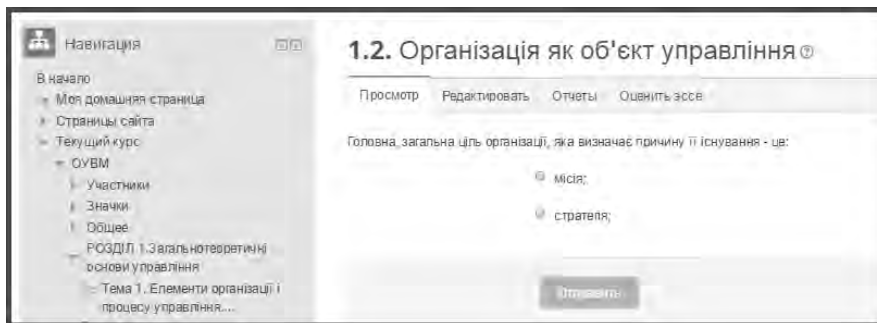 Навигация
В начало
Моя домашняя страница
Страницы сайта
Текущий курс
ОУВМ
Участники
Значки
Общее
РОЗДІЛ 1.Загальнотеоретичні
основи управління
Тема 1. Елементи організації і
процесу управління....
1.2. Організація як об'єкт управління
Просмотр Редактировать Отчеты Оценить эссе
Головна, загальна ціль організації, яка визначає причину її існування - це:
місія;
стратегія;
Отправить